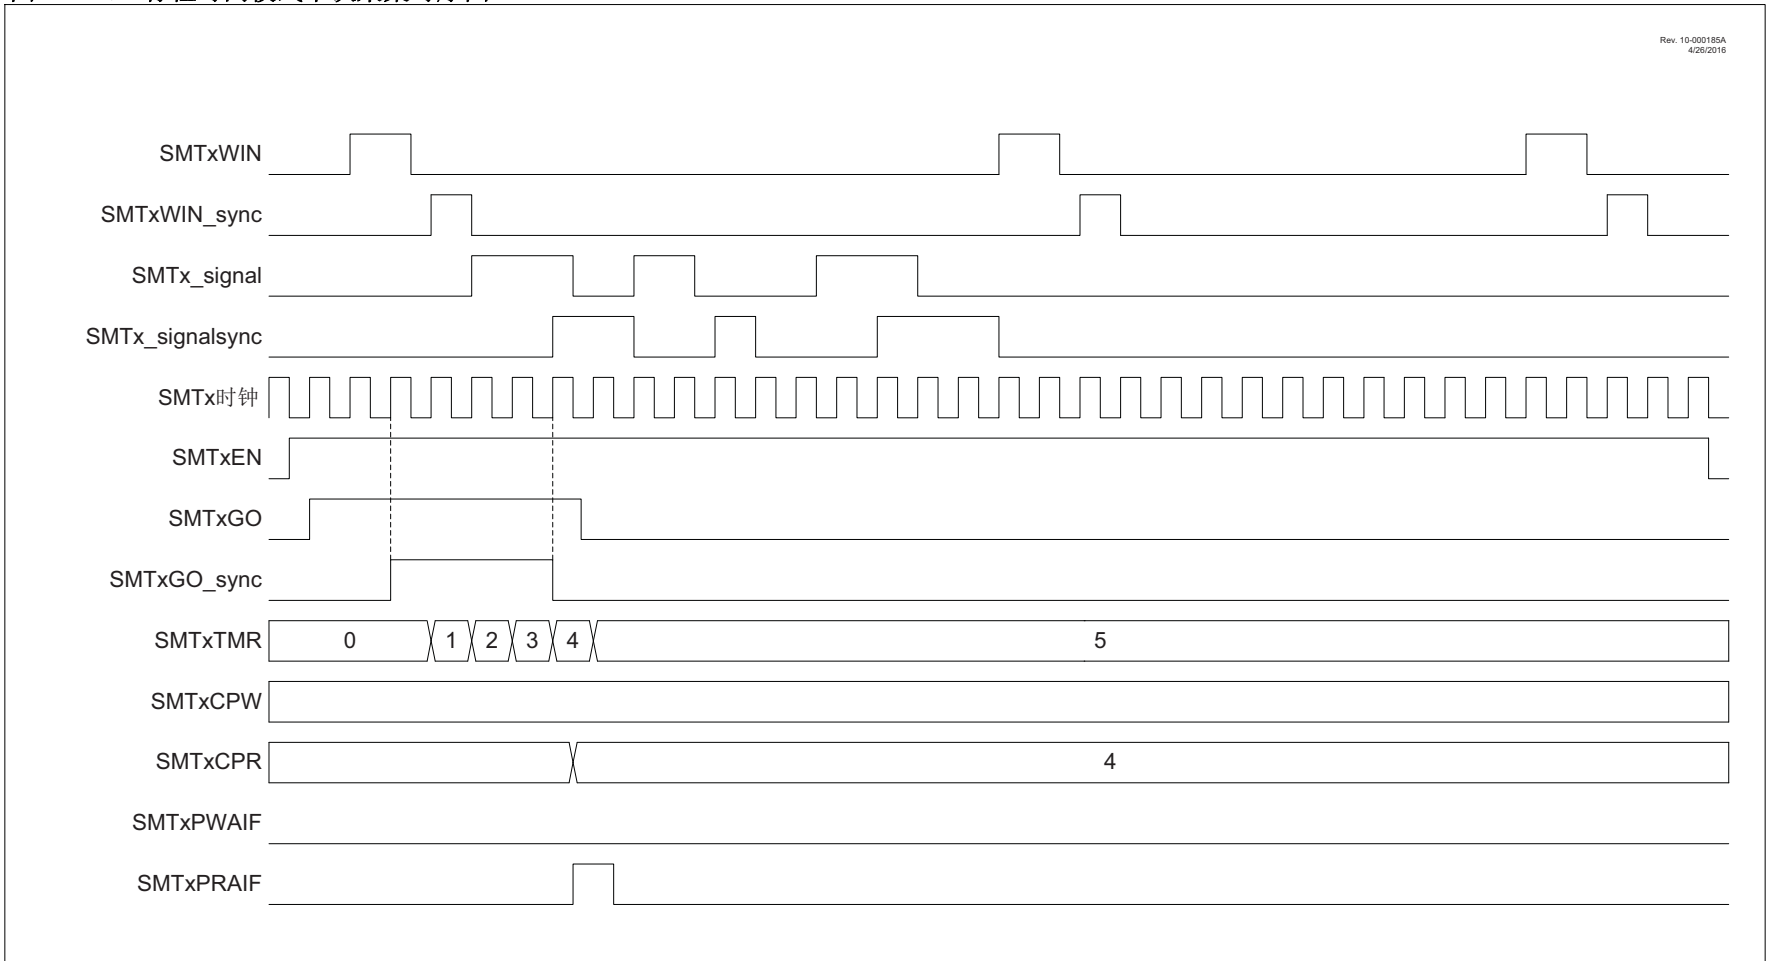 Rev. 10-000185A
4/26/2016
SMTxWIN
SMTxWIN_sync
SMTx_signal
SMTx_signalsync
SMTx时钟
SMTxEN
SMTxGO
SMTxGO_sync
SMTxTMR 0 1 2 3 4 5
SMTxCPW
SMTxCPR 4
SMTxPWAIF
SMTxPRAIF